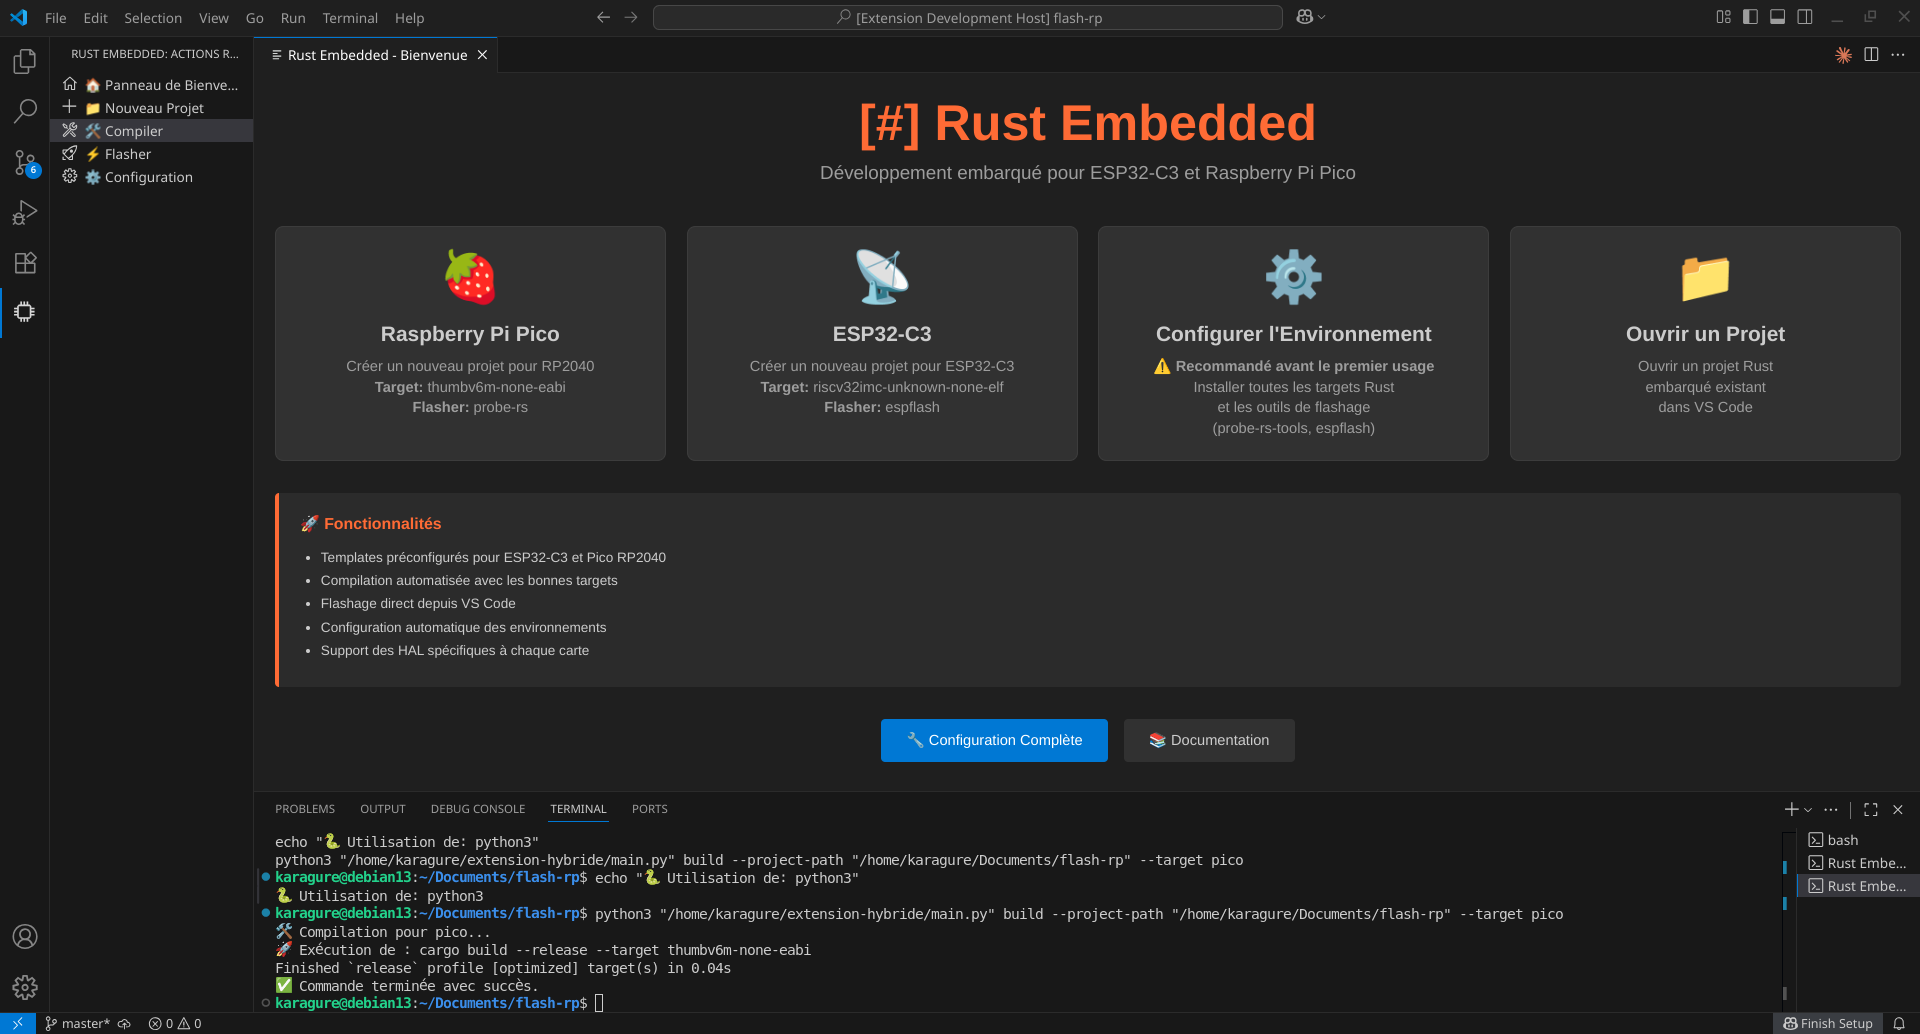 File Edit Selection View Go Run Terminal Help
[Extension Development Host] flash-rp
RUST EMBEDDED: ACTIONS R...
🏠 Panneau de Bienve...
📁 Nouveau Projet
🛠️ Compiler
⚡ Flasher
⚙️ Configuration
6
Rust Embedded - Bienvenue
[#] Rust Embedded
Développement embarqué pour ESP32-C3 et Raspberry Pi Pico
Raspberry Pi Pico
Créer un nouveau projet pour RP2040
Target: thumbv6m-none-eabi
Flasher: probe-rs
ESP32-C3
Créer un nouveau projet pour ESP32-C3
Target: riscv32imc-unknown-none-elf
Flasher: espflash
Configurer l'Environnement
⚠️ Recommandé avant le premier usage
Installer toutes les targets Rust
et les outils de flashage
(probe-rs-tools, espflash)
Ouvrir un Projet
Ouvrir un projet Rust
embarqué existant
dans VS Code
🚀 Fonctionnalités
• Templates préconfigurés pour ESP32-C3 et Pico RP2040
• Compilation automatisée avec les bonnes targets
• Flashage direct depuis VS Code
• Configuration automatique des environnements
• Support des HAL spécifiques à chaque carte
🔧 Configuration Complète
📚 Documentation
PROBLEMS OUTPUT DEBUG CONSOLE TERMINAL PORTS
echo "🐍 Utilisation de: python3"
python3 "/home/karagure/extension-hybride/main.py" build --project-path "/home/karagure/Documents/flash-rp" --target pico
karagure@debian13:~/Documents/flash-rp$ echo "🐍 Utilisation de: python3"
🐍 Utilisation de: python3
karagure@debian13:~/Documents/flash-rp$ python3 "/home/karagure/extension-hybride/main.py" build --project-path "/home/karagure/Documents/flash-rp" --target pico
🛠️ Compilation pour pico...
🚀 Exécution de : cargo build --release --target thumbv6m-none-eabi
Finished `release` profile [optimized] target(s) in 0.04s
✅ Commande terminée avec succès.
karagure@debian13:~/Documents/flash-rp$
bash
Rust Embe...
Rust Embe...
master* 0 0
Finish Setup